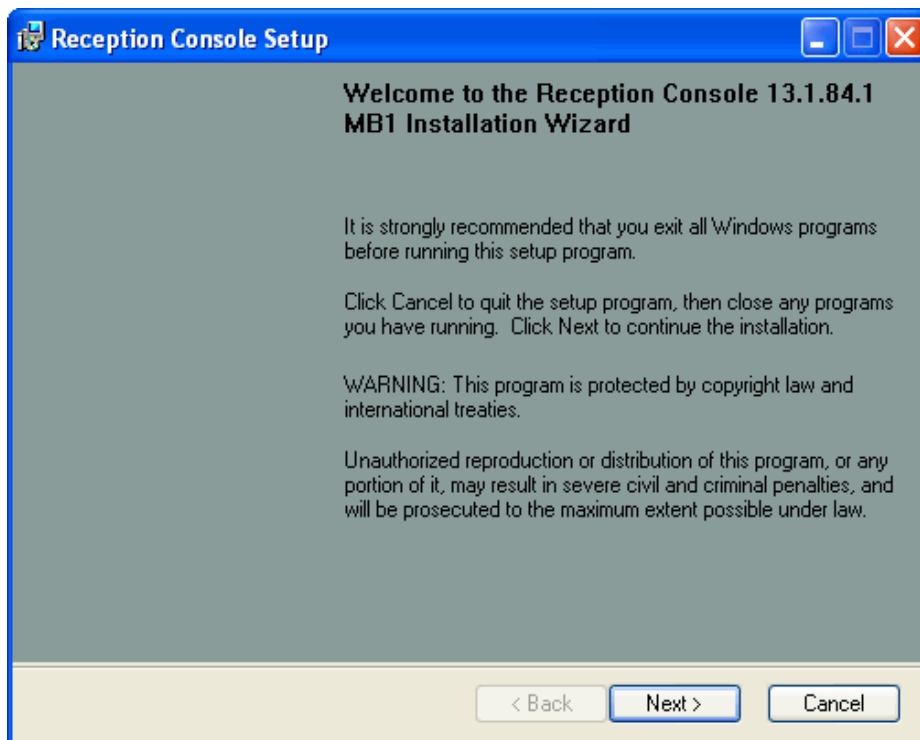 Reception Console Setup
Welcome to the Reception Console 13.1.84.1
MB1 Installation Wizard
It is strongly recommended that you exit all Windows programs
before running this setup program.
Click Cancel to quit the setup program, then close any programs
you have running.  Click Next to continue the installation.
WARNING: This program is protected by copyright law and
international treaties.
Unauthorized reproduction or distribution of this program, or any
portion of it, may result in severe civil and criminal penalties, and
will be prosecuted to the maximum extent possible under law.
< Back Next > Cancel